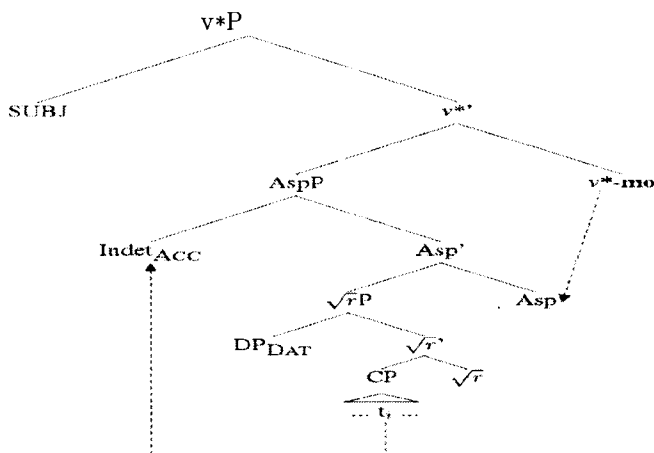 v*P
SUBJ v*'
AspP v*-mo
Indet_ACC Asp'
√rP Asp
DP_DAT √r'
CP √r
... t_i ...